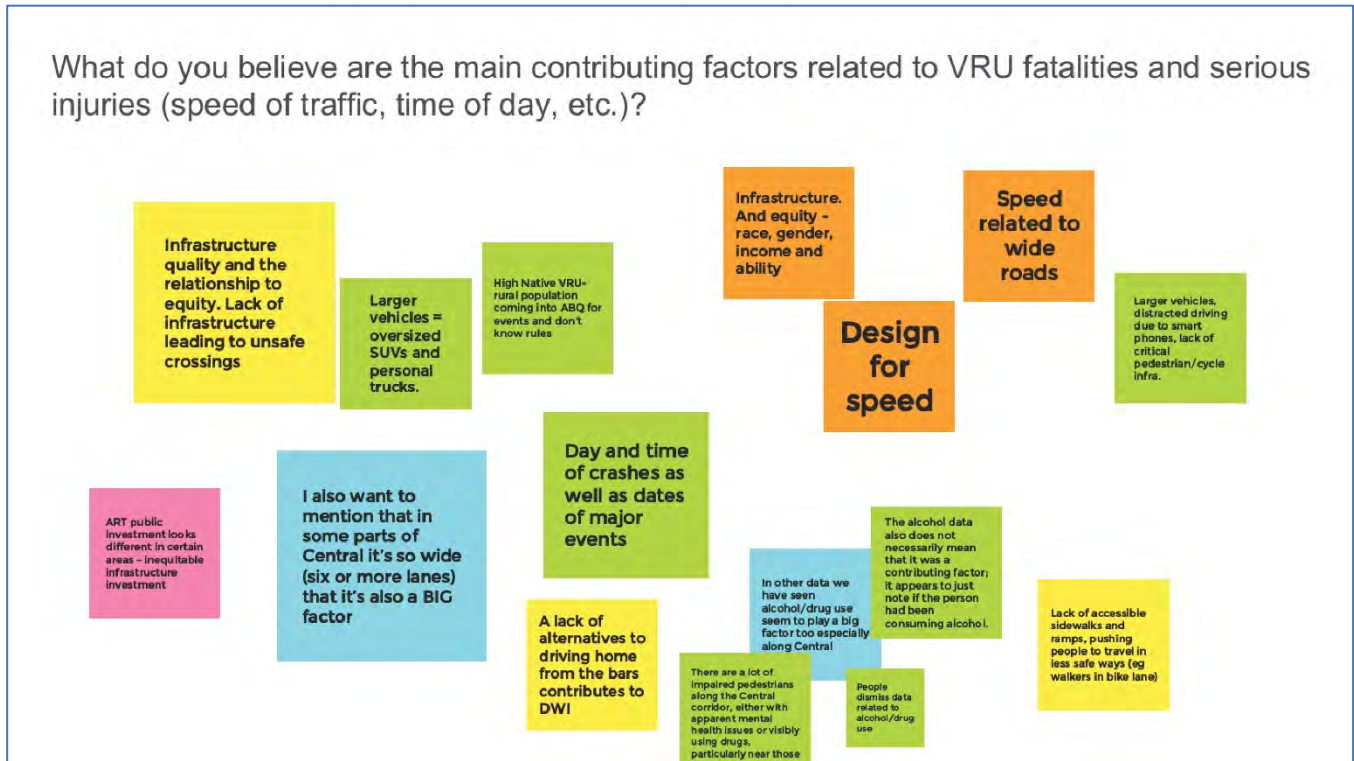 What do you believe are the main contributing factors related to VRU fatalities and serious
injuries (speed of traffic, time of day, etc.)?
Infrastructure
quality and the
relationship to
equity. Lack of
infrastructure
leading to unsafe
crossings
Larger
vehicles =
oversized
SUVs and
personal
trucks.
High Native VRU-
rural population
coming into ABQ for
events and don't
know rules
Infrastructure.
And equity -
race, gender,
income and
ability
Speed
related to
wide
roads
Design
for
speed
Larger vehicles,
distracted driving
due to smart
phones, lack of
critical
pedestrian/cycle
infra.
ART public
investment looks
different in certain
areas - inequitable
infrastructure
investment
I also want to
mention that in
some parts of
Central it's so wide
(six or more lanes)
that it's also a BIG
factor
Day and time
of crashes as
well as dates
of major
events
A lack of
alternatives to
driving home
from the bars
contributes to
DWI
In other data we
have seen
alcohol/drug use
seem to play a big
factor too especially
along Central
The alcohol data
also does not
necessarily mean
that it was a
contributing factor;
it appears to just
note if the person
had been
consuming alcohol.
There are a lot of
impaired pedestrians
along the Central
corridor, either with
apparent mental
health issues or visibly
using drugs,
particularly near those
People
dismiss data
related to
alcohol/drug
use
Lack of accessible
sidewalks and
ramps, pushing
people to travel in
less safe ways (eg
walkers in bike lane)